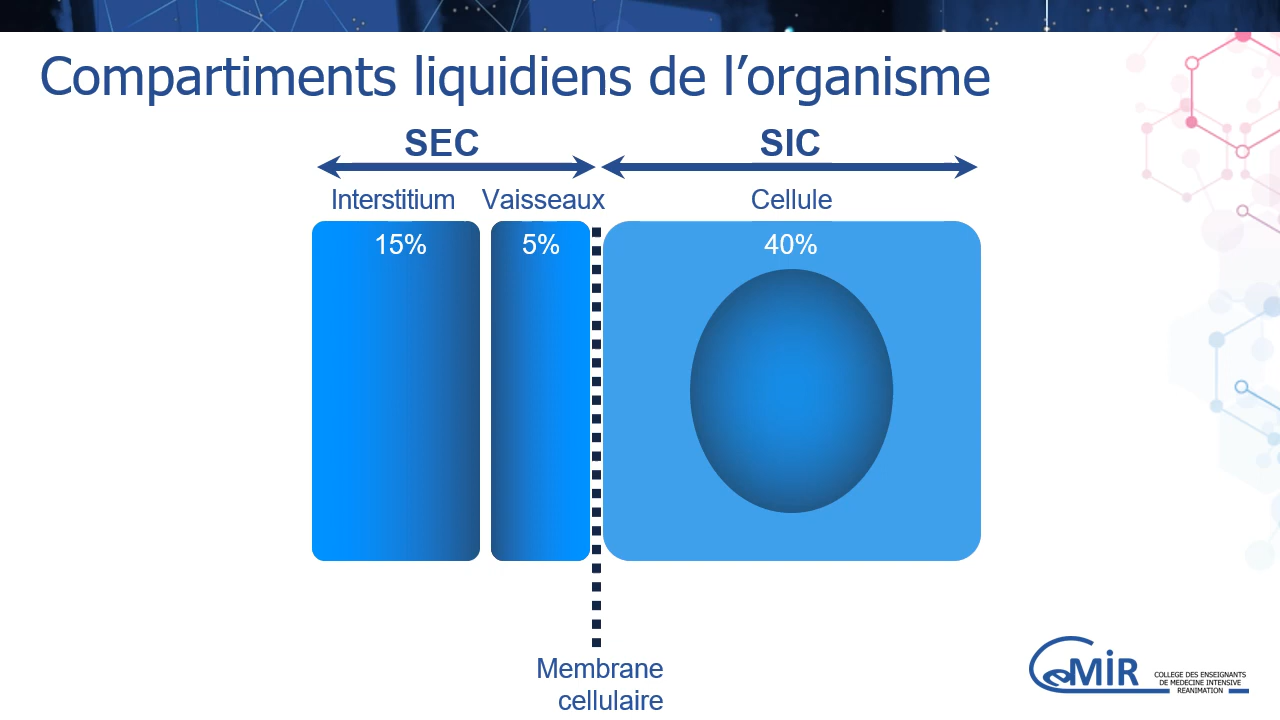 Compartiments liquidiens de l’organisme
SEC
SIC
Interstitium
Vaisseaux
Cellule
15%
5%
40%
Membrane
cellulaire
eMiR
COLLEGE DES ENSEIGNANTS
DE MEDECINE INTENSIVE
REANIMATION